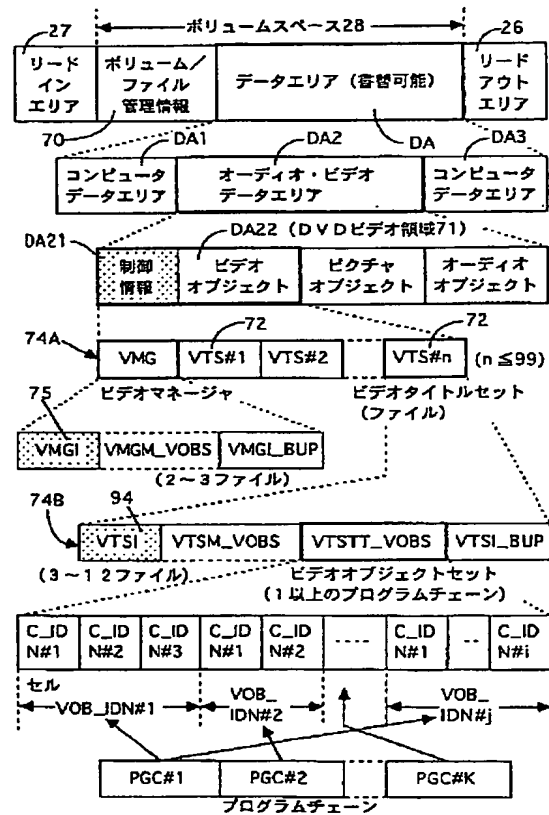 ボリュームスペース28
27
26
リード
イン
エリア
ボリューム/
ファイル
管理情報
データエリア (書替可能)
リード
アウト
エリア
70
DA1
DA2
DA
DA3
コンピュータ
データエリア
オーディオ・ビデオ
データエリア
コンピュータ
データエリア
DA21
DA22 (DVDビデオ領域71)
制御
情報
ビデオ
オブジェクト
ピクチャ
オブジェクト
オーディオ
オブジェクト
74A
72
72
VMG
VTS#1
VTS#2
VTS#n
(n≦99)
ビデオマネージャ
ビデオタイトルセット
(ファイル)
75
VMGI
VMGM_VOBS
VMGI_BUP
(2~3ファイル)
74B
94
VTSI
VTSM_VOBS
VTSTT_VOBS
VTSI_BUP
(3~12ファイル)
ビデオオブジェクトセット
(1以上のプログラムチェーン)
C_ID
N#1
C_ID
N#2
C_ID
N#3
C_ID
N#1
C_ID
N#2
C_ID
N#1
C_ID
N#i
セル
VOB_IDN#1
VOB_
IDN#2
VOB_
IDN#j
PGC#1
PGC#2
PGC#K
プログラムチェーン